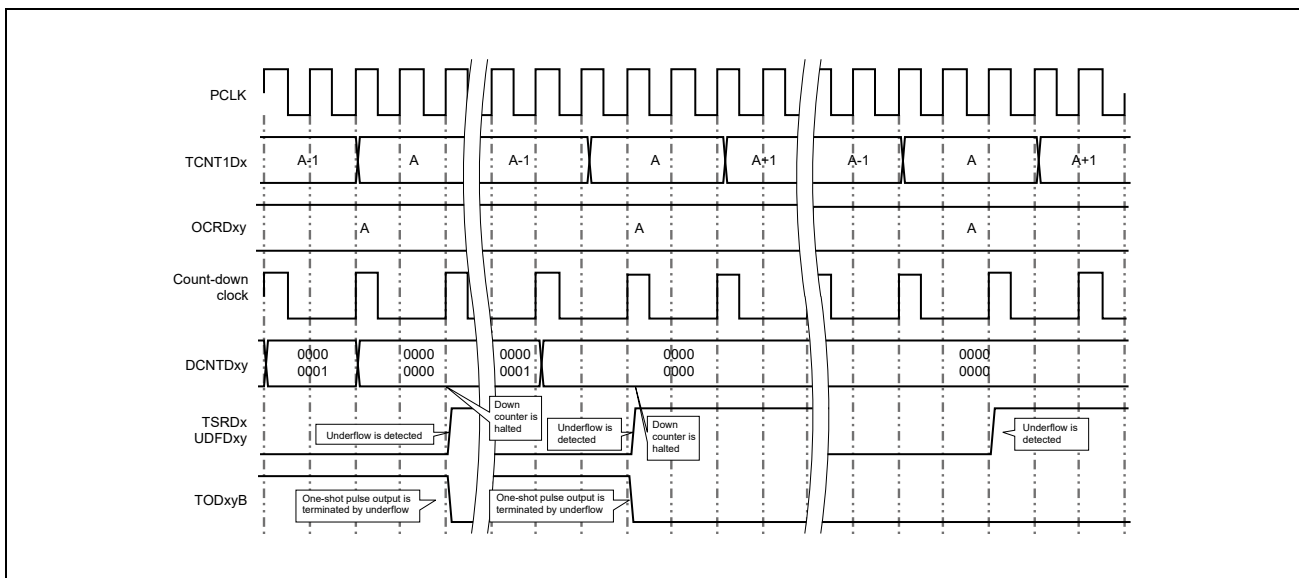 PCLK
TCNT1Dx
A-1
A
A-1
A
A+1
A-1
A
A+1
OCRDxy
A
A
A
Count-down
clock
DCNTDxy
0000
0001
0000
0000
0000
0001
0000
0000
0000
0000
TSRDx
UDFDxy
Underflow is detected
Down
counter is
halted
Underflow is
detected
Down
counter is
halted
Underflow is
detected
TODxyB
One-shot pulse output is
terminated by underflow
One-shot pulse output is
terminated by underflow